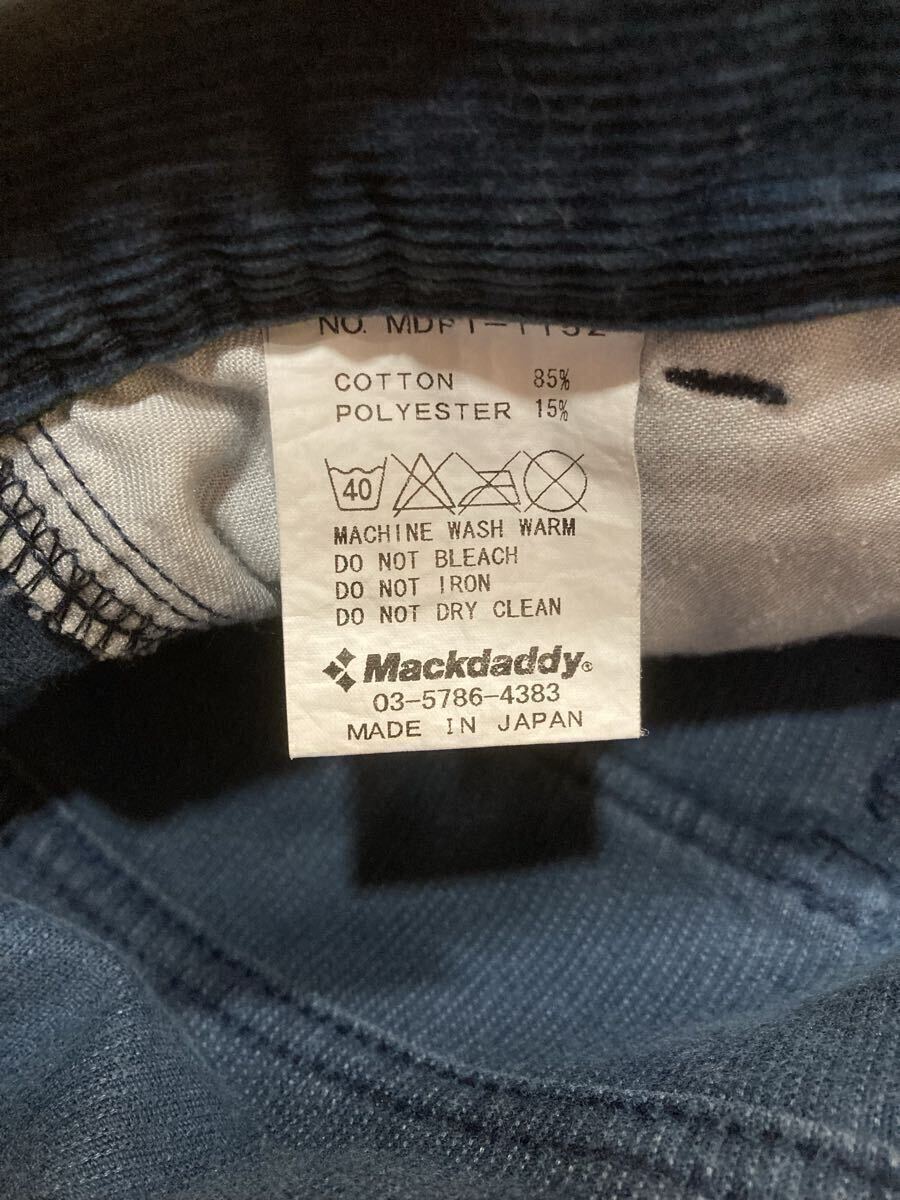 NO.
COTTON 85%
POLYESTER 15%
40
MACHINE WASH WARM
DO NOT BLEACH
DO NOT IRON
DO NOT DRY CLEAN
Mackdaddy®
03-5786-4383
MADE IN JAPAN